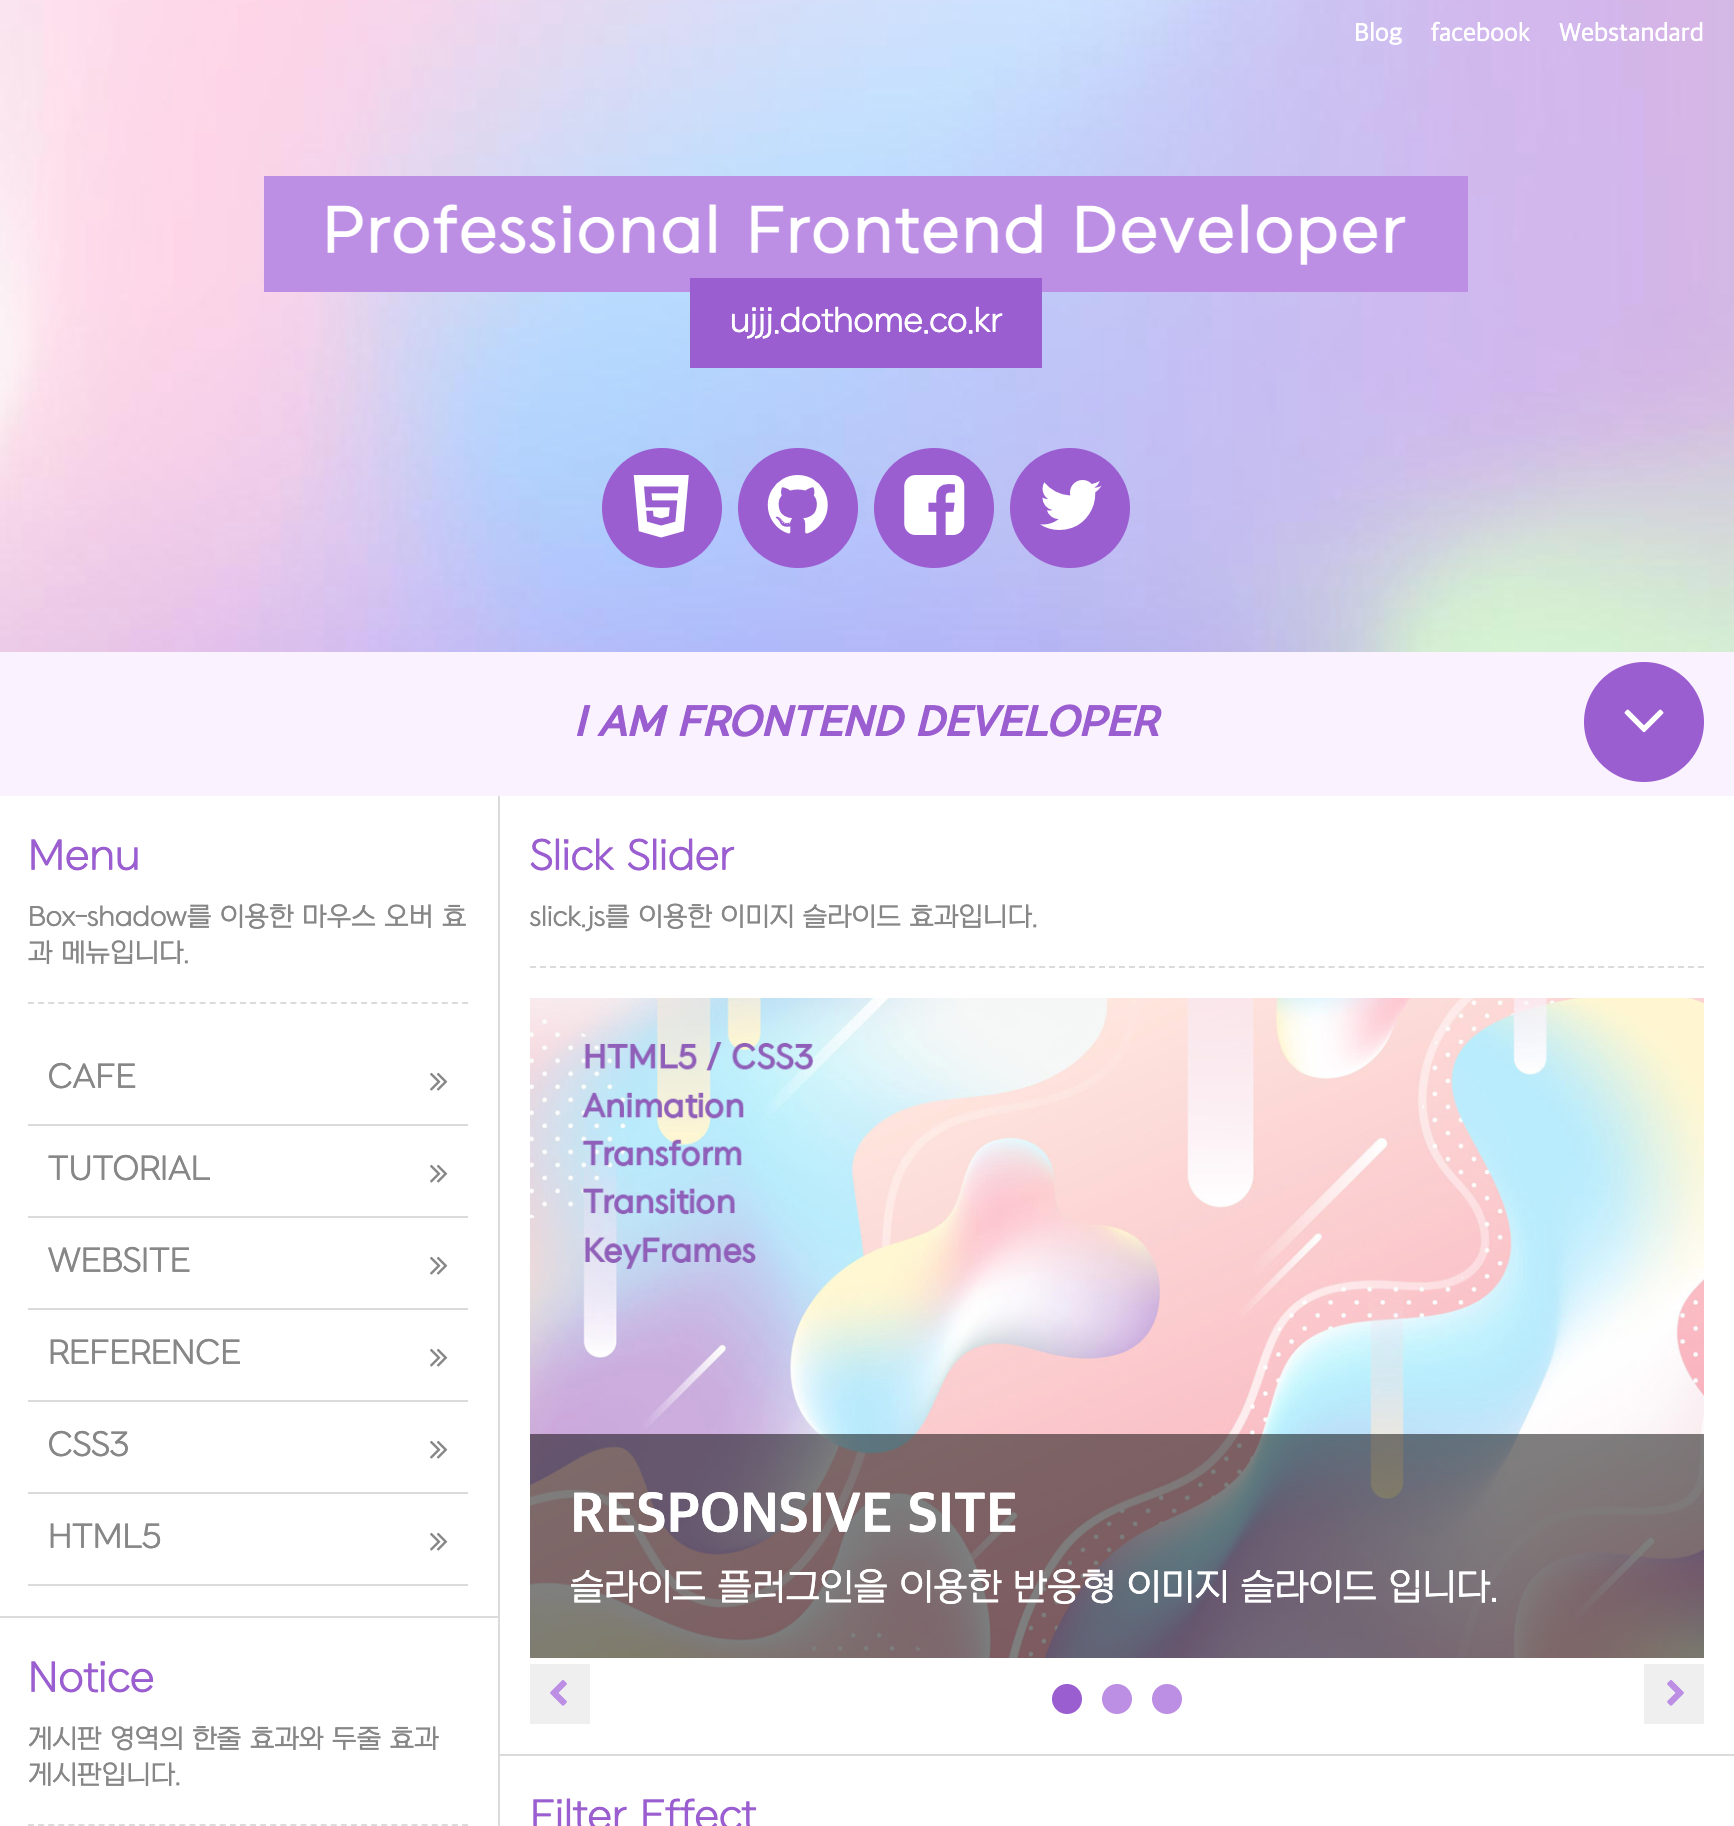 Blog facebook Webstandard
Professional Frontend Developer
ujjj.dothome.co.kr
I AM FRONTEND DEVELOPER
Menu
Box-shadow를 이용한 마우스 오버 효
과 메뉴입니다.
CAFE
TUTORIAL
WEBSITE
REFERENCE
CSS3
HTML5
Notice
게시판 영역의 한줄 효과와 두줄 효과
게시판입니다.
Slick Slider
slick.js를 이용한 이미지 슬라이드 효과입니다.
HTML5 / CSS3
Animation
Transform
Transition
KeyFrames
RESPONSIVE SITE
슬라이드 플러그인을 이용한 반응형 이미지 슬라이드 입니다.
Filter Effect